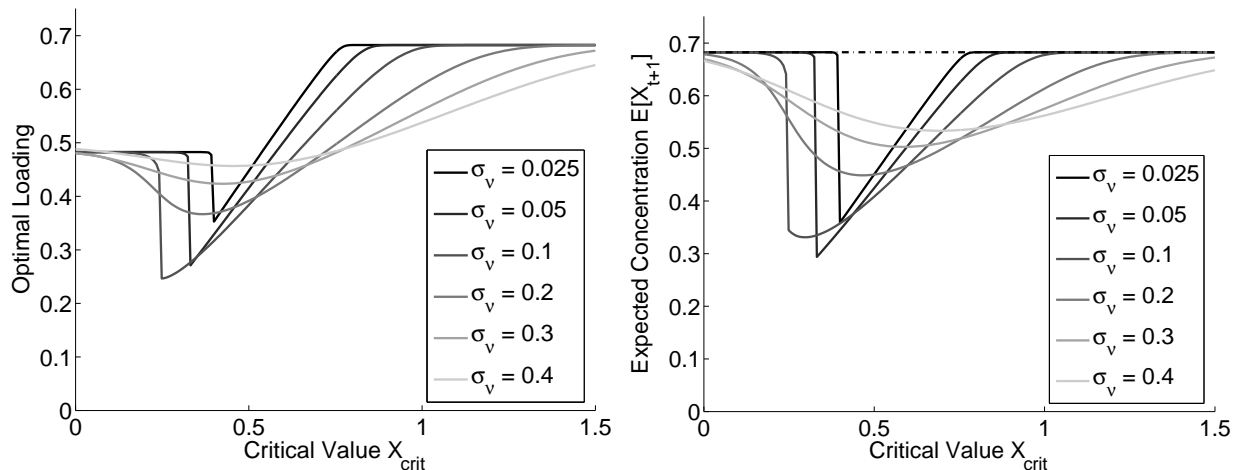 Optimal Loading
0.7
0.6
0.5
0.4
0.3
0.2
0.1
0
σν = 0.025
σν = 0.05
σν = 0.1
σν = 0.2
σν = 0.3
σν = 0.4
0 0.5 1 1.5
Critical Value Xcrit
Expected Concentration E[Xt+1]
0.7
0.6
0.5
0.4
0.3
0.2
0.1
0
σν = 0.025
σν = 0.05
σν = 0.1
σν = 0.2
σν = 0.3
σν = 0.4
0 0.5 1 1.5
Critical Value Xcrit